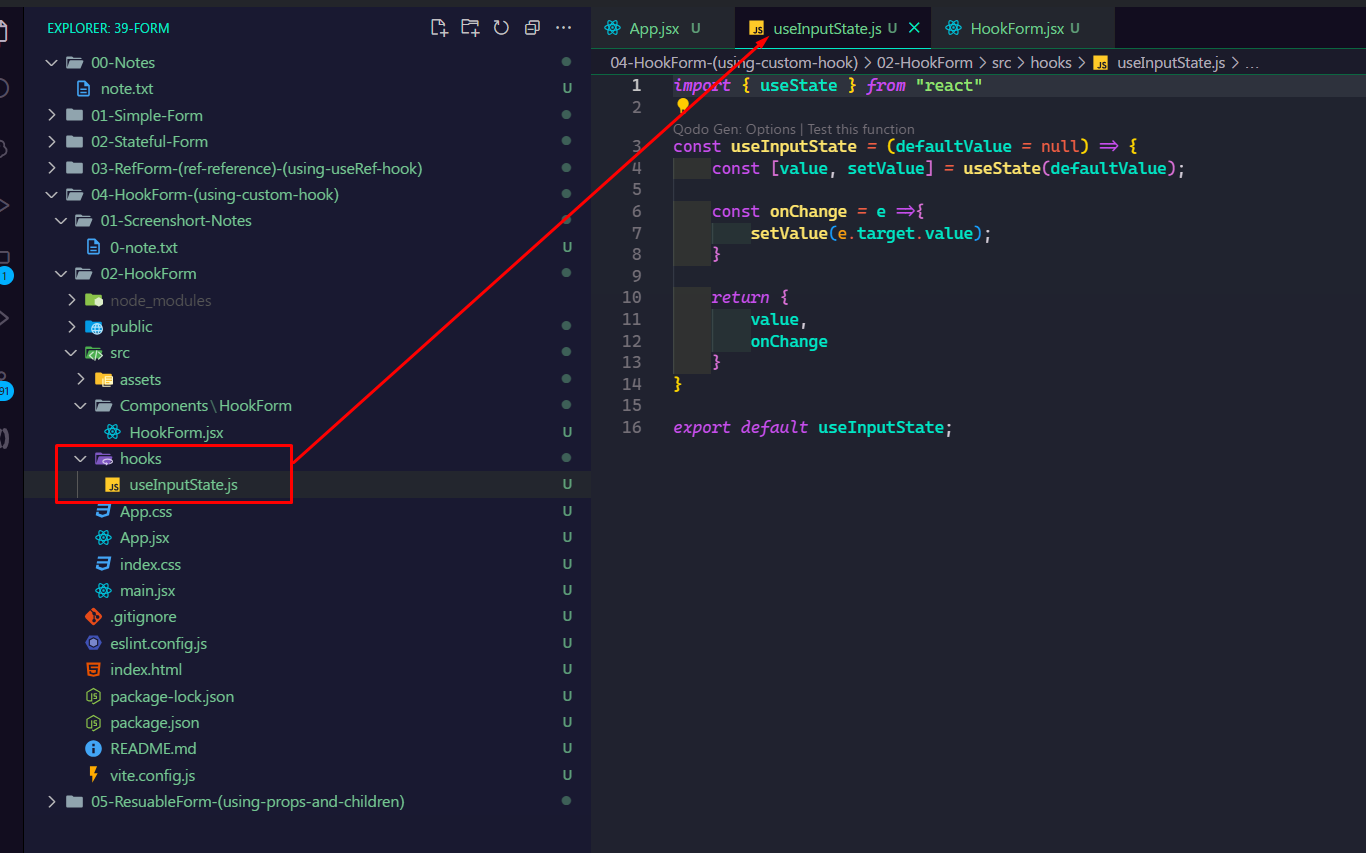 EXPLORER: 39-FORM
00-Notes
note.txt U
01-Simple-Form
02-Stateful-Form
03-RefForm-(ref-reference)-(using-useRef-hook)
04-HookForm-(using-custom-hook)
01-Screenshort-Notes
0-note.txt U
02-HookForm
node_modules
public
src
assets
Components\HookForm
HookForm.jsx U
hooks
useInputState.js U
App.css U
App.jsx U
index.css U
main.jsx U
.gitignore U
eslint.config.js U
index.html U
package-lock.json U
package.json U
README.md U
vite.config.js U
05-ResuableForm-(using-props-and-children)
1
91
App.jsx U JS useInputState.js U × HookForm.jsx U
04-HookForm-(using-custom-hook) > 02-HookForm > src > hooks > JS useInputState.js > ...
1 import { useState } from "react"
2
Qodo Gen: Options | Test this function
3 const useInputState = (defaultValue = null) => {
4 const [value, setValue] = useState(defaultValue);
5
6 const onChange = e =>{
7 setValue(e.target.value);
8 }
9
10 return {
11 value,
12 onChange
13 }
14 }
15
16 export default useInputState;